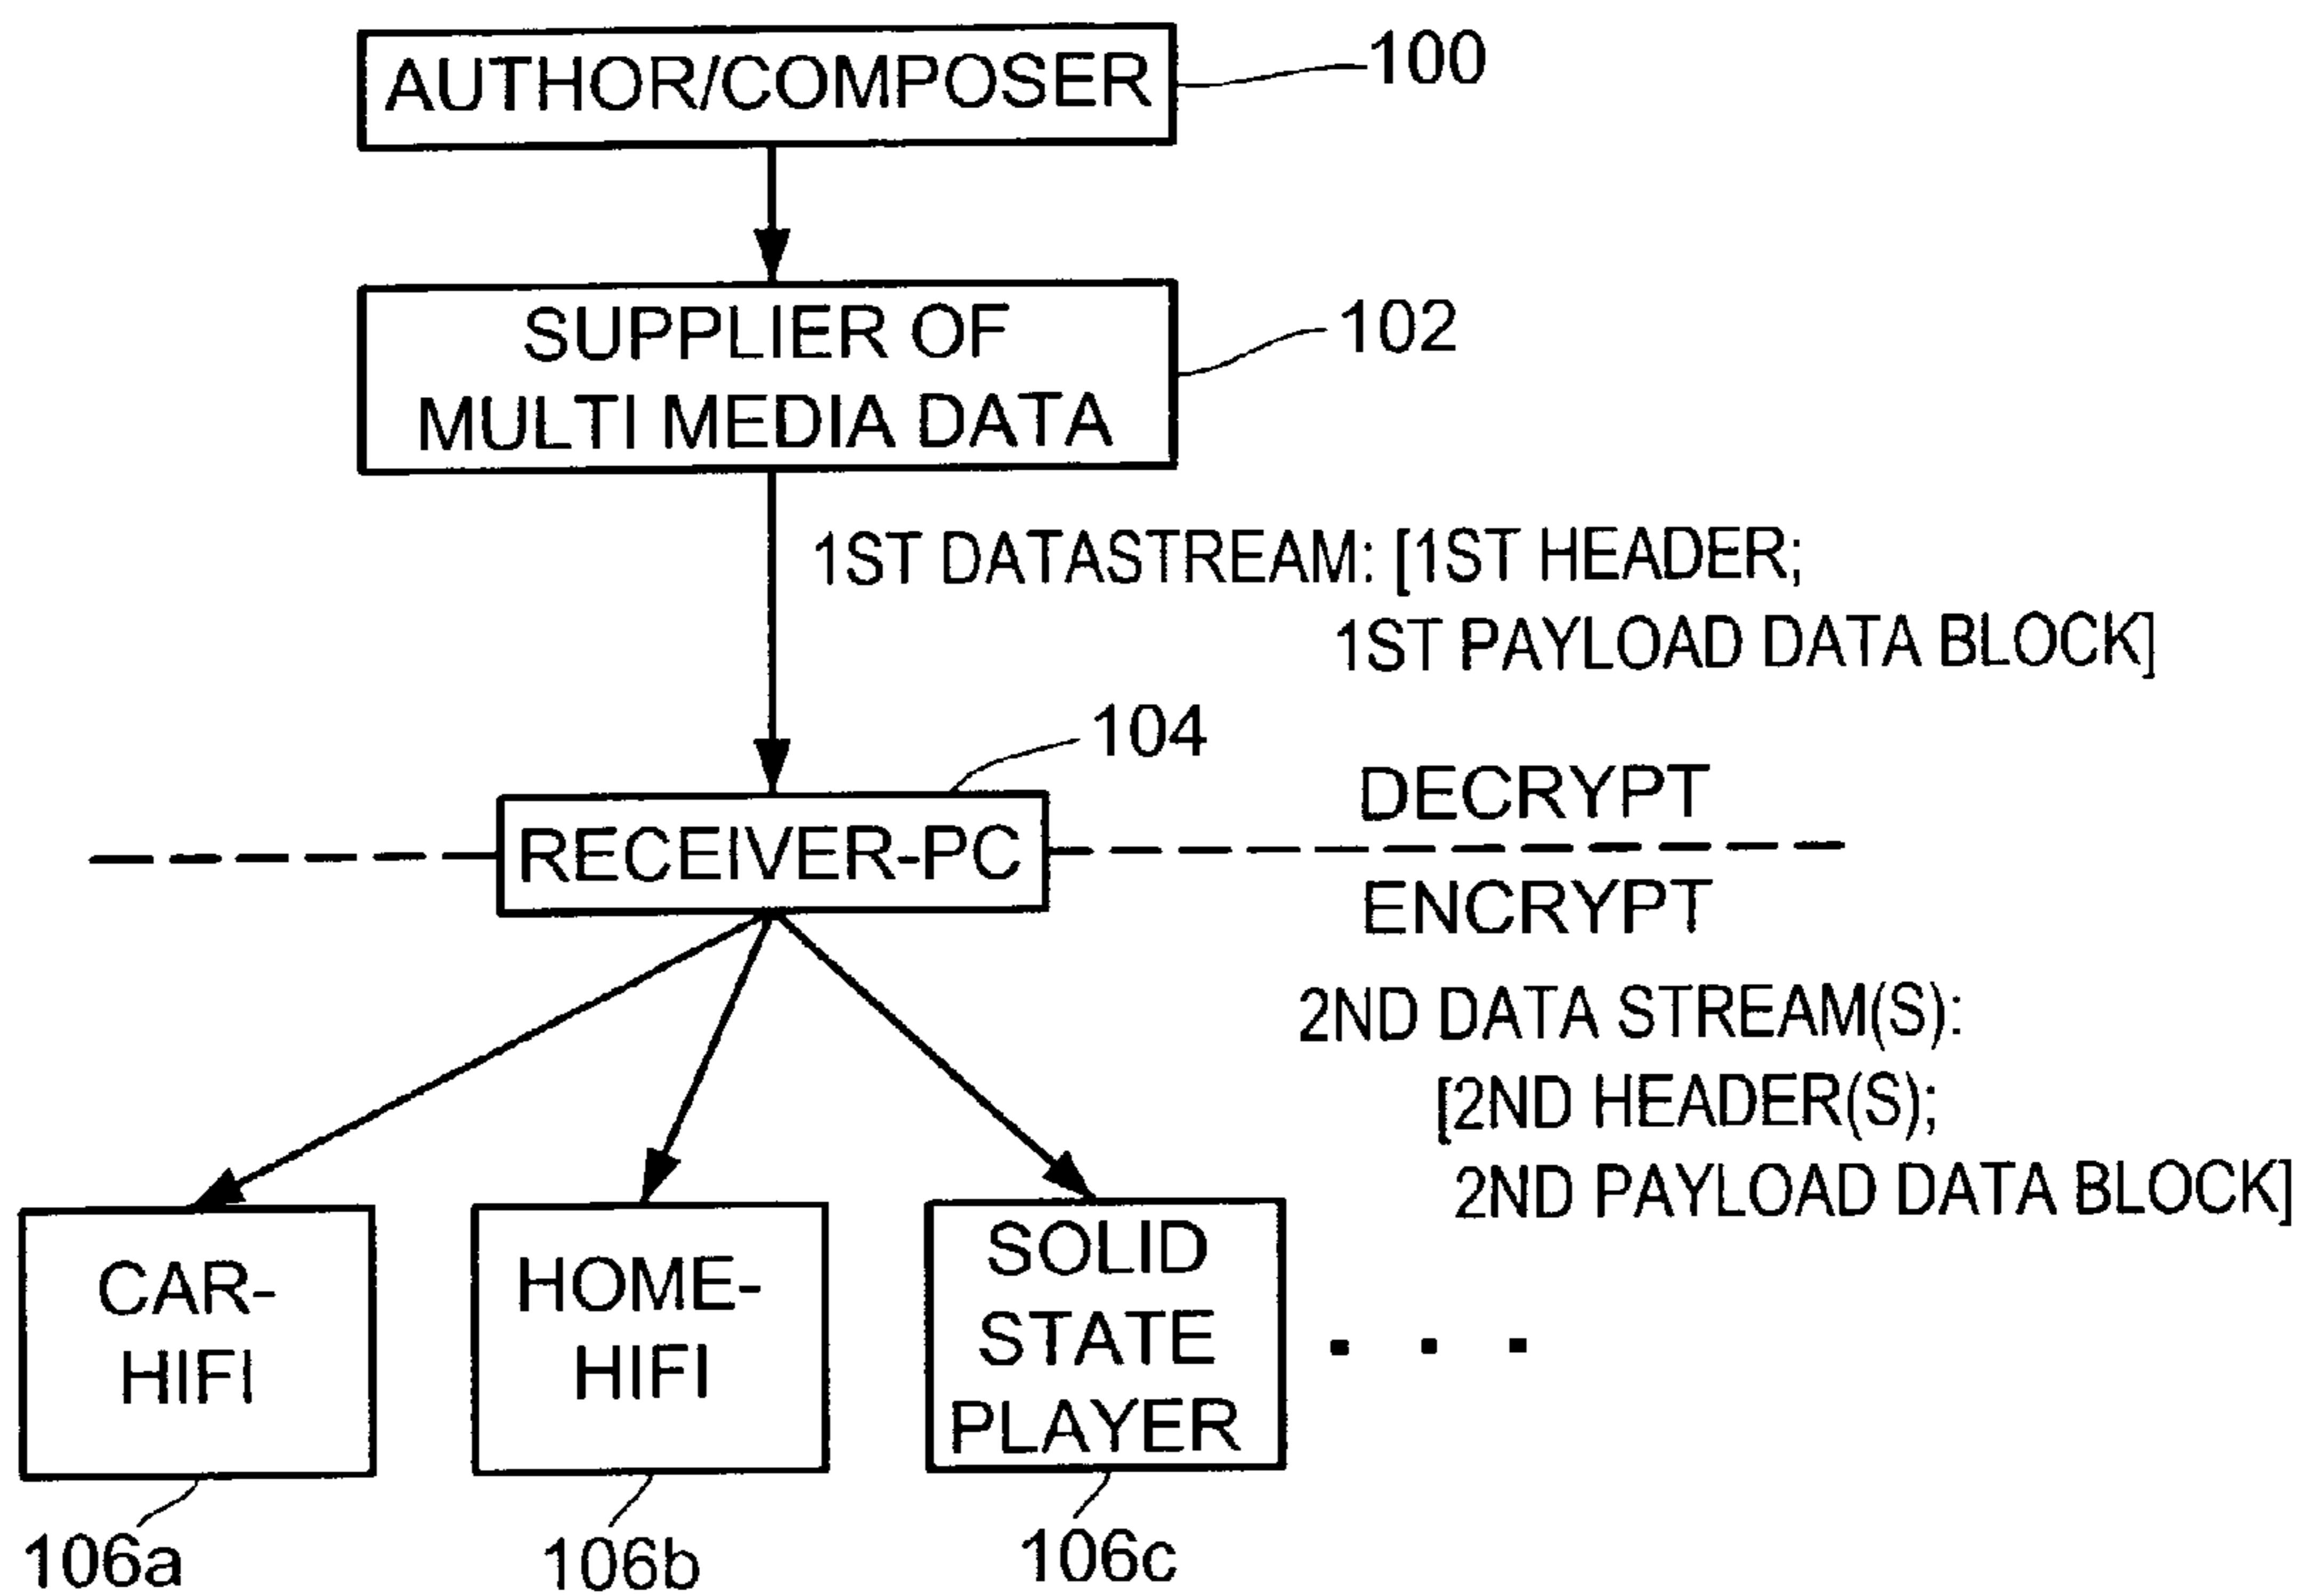 AUTHOR/COMPOSER
100
SUPPLIER OF
MULTI MEDIA DATA
102
1ST DATASTREAM: [1ST HEADER;
1ST PAYLOAD DATA BLOCK]
104
RECEIVER-PC
DECRYPT
ENCRYPT
2ND DATA STREAM(S):
[2ND HEADER(S);
2ND PAYLOAD DATA BLOCK]
CAR-
HIFI
HOME-
HIFI
SOLID
STATE
PLAYER
. . .
106a
106b
106c